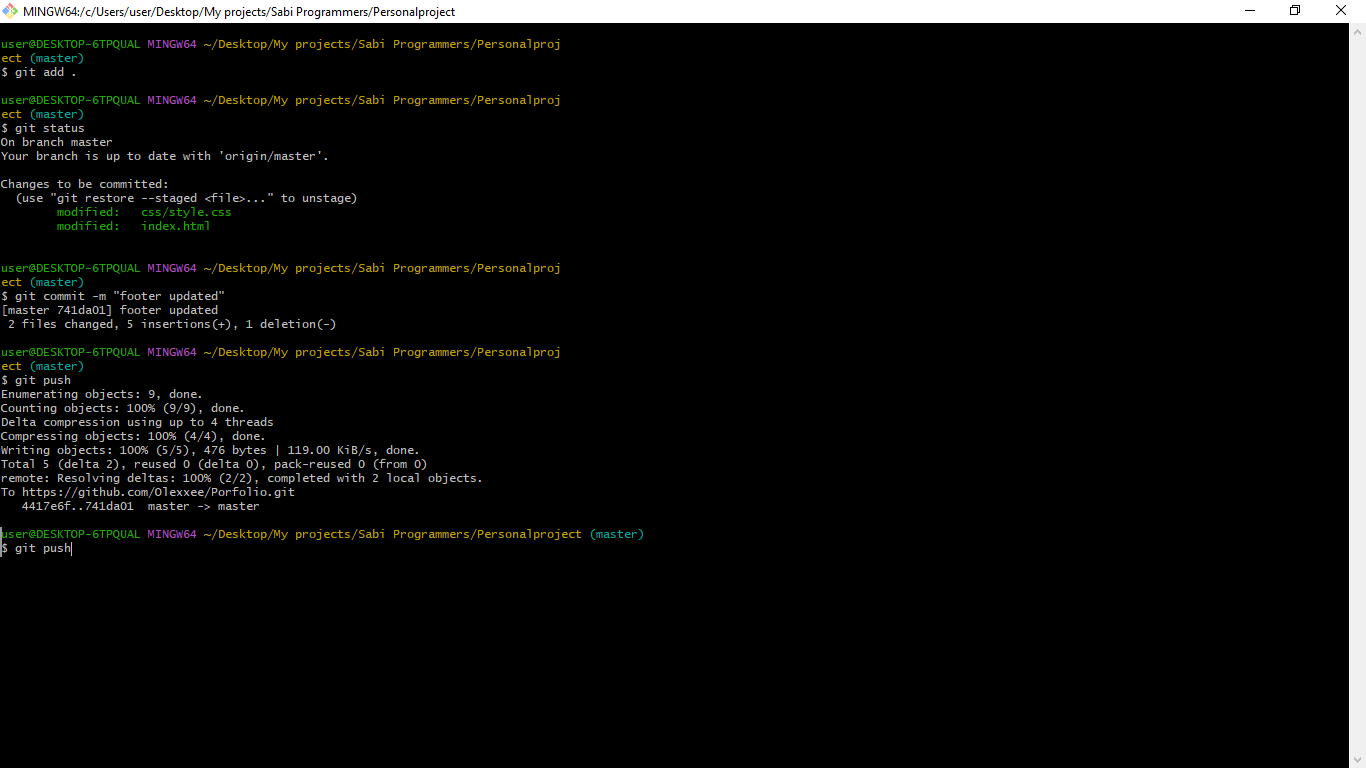 MINGW64:/c/Users/user/Desktop/My projects/Sabi Programmers/Personalproject
user@DESKTOP-6TPQUAL MINGW64 ~/Desktop/My projects/Sabi Programmers/Personalproj
ect (master)
$ git add .
user@DESKTOP-6TPQUAL MINGW64 ~/Desktop/My projects/Sabi Programmers/Personalproj
ect (master)
$ git status
On branch master
Your branch is up to date with 'origin/master'.
Changes to be committed:
  (use "git restore --staged <file>..." to unstage)
        modified:   css/style.css
        modified:   index.html
user@DESKTOP-6TPQUAL MINGW64 ~/Desktop/My projects/Sabi Programmers/Personalproj
ect (master)
$ git commit -m "footer updated"
[master 741da01] footer updated
 2 files changed, 5 insertions(+), 1 deletion(-)
user@DESKTOP-6TPQUAL MINGW64 ~/Desktop/My projects/Sabi Programmers/Personalproj
ect (master)
$ git push
Enumerating objects: 9, done.
Counting objects: 100% (9/9), done.
Delta compression using up to 4 threads
Compressing objects: 100% (4/4), done.
Writing objects: 100% (5/5), 476 bytes | 119.00 KiB/s, done.
Total 5 (delta 2), reused 0 (delta 0), pack-reused 0 (from 0)
remote: Resolving deltas: 100% (2/2), completed with 2 local objects.
To https://github.com/Olexxee/Porfolio.git
   4417e6f..741da01  master -> master
user@DESKTOP-6TPQUAL MINGW64 ~/Desktop/My projects/Sabi Programmers/Personalproject (master)
$ git push